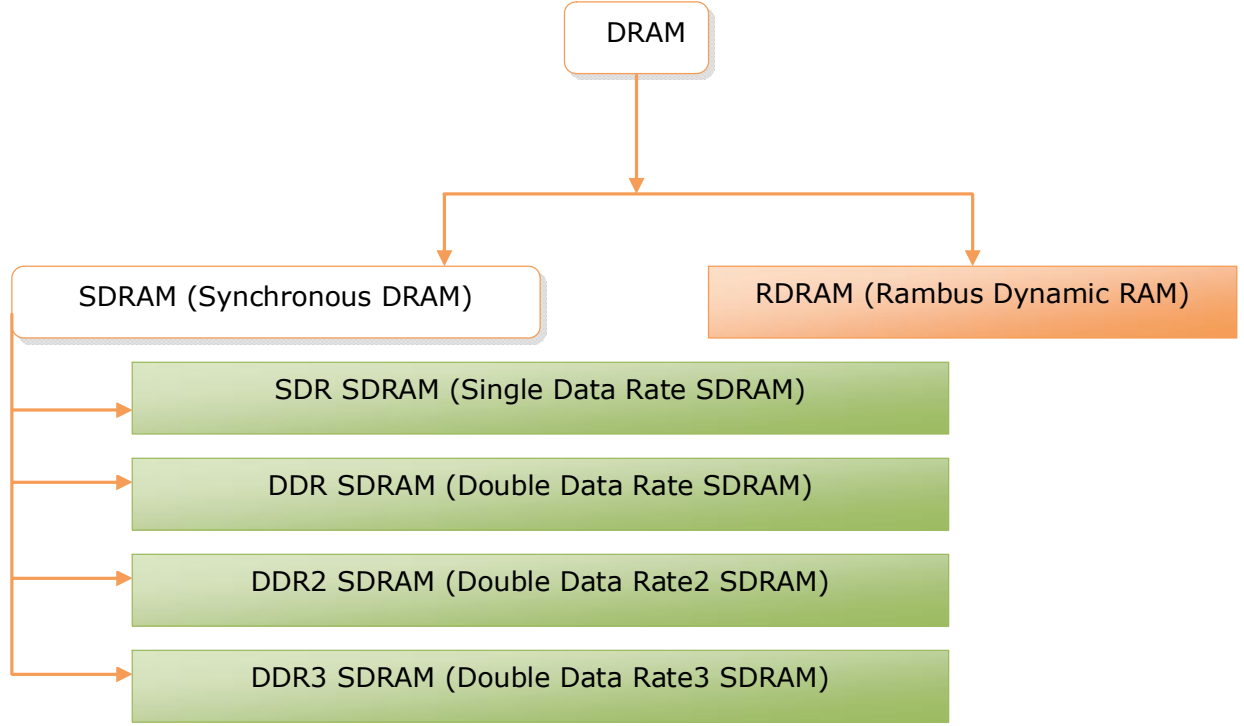 DRAM
SDRAM (Synchronous DRAM)
RDRAM (Rambus Dynamic RAM)
SDR SDRAM (Single Data Rate SDRAM)
DDR SDRAM (Double Data Rate SDRAM)
DDR2 SDRAM (Double Data Rate2 SDRAM)
DDR3 SDRAM (Double Data Rate3 SDRAM)